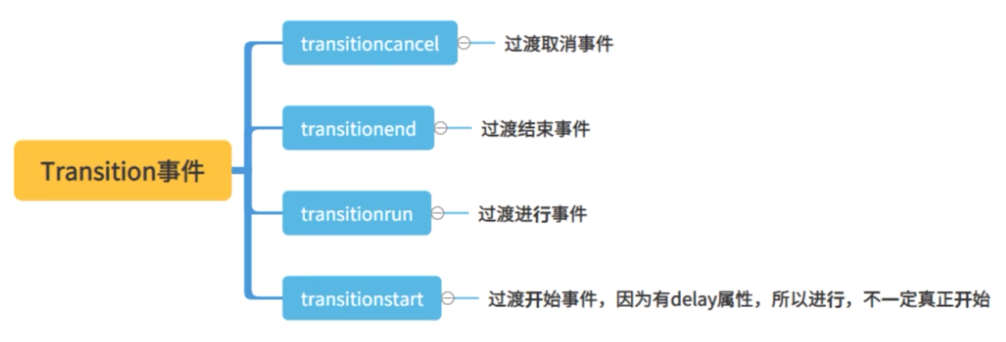 transitioncancel
过渡取消事件
transitionend
过渡结束事件
Transition事件
transitionrun
过渡进行事件
transitionstart
过渡开始事件，因为有delay属性，所以进行，不一定真正开始